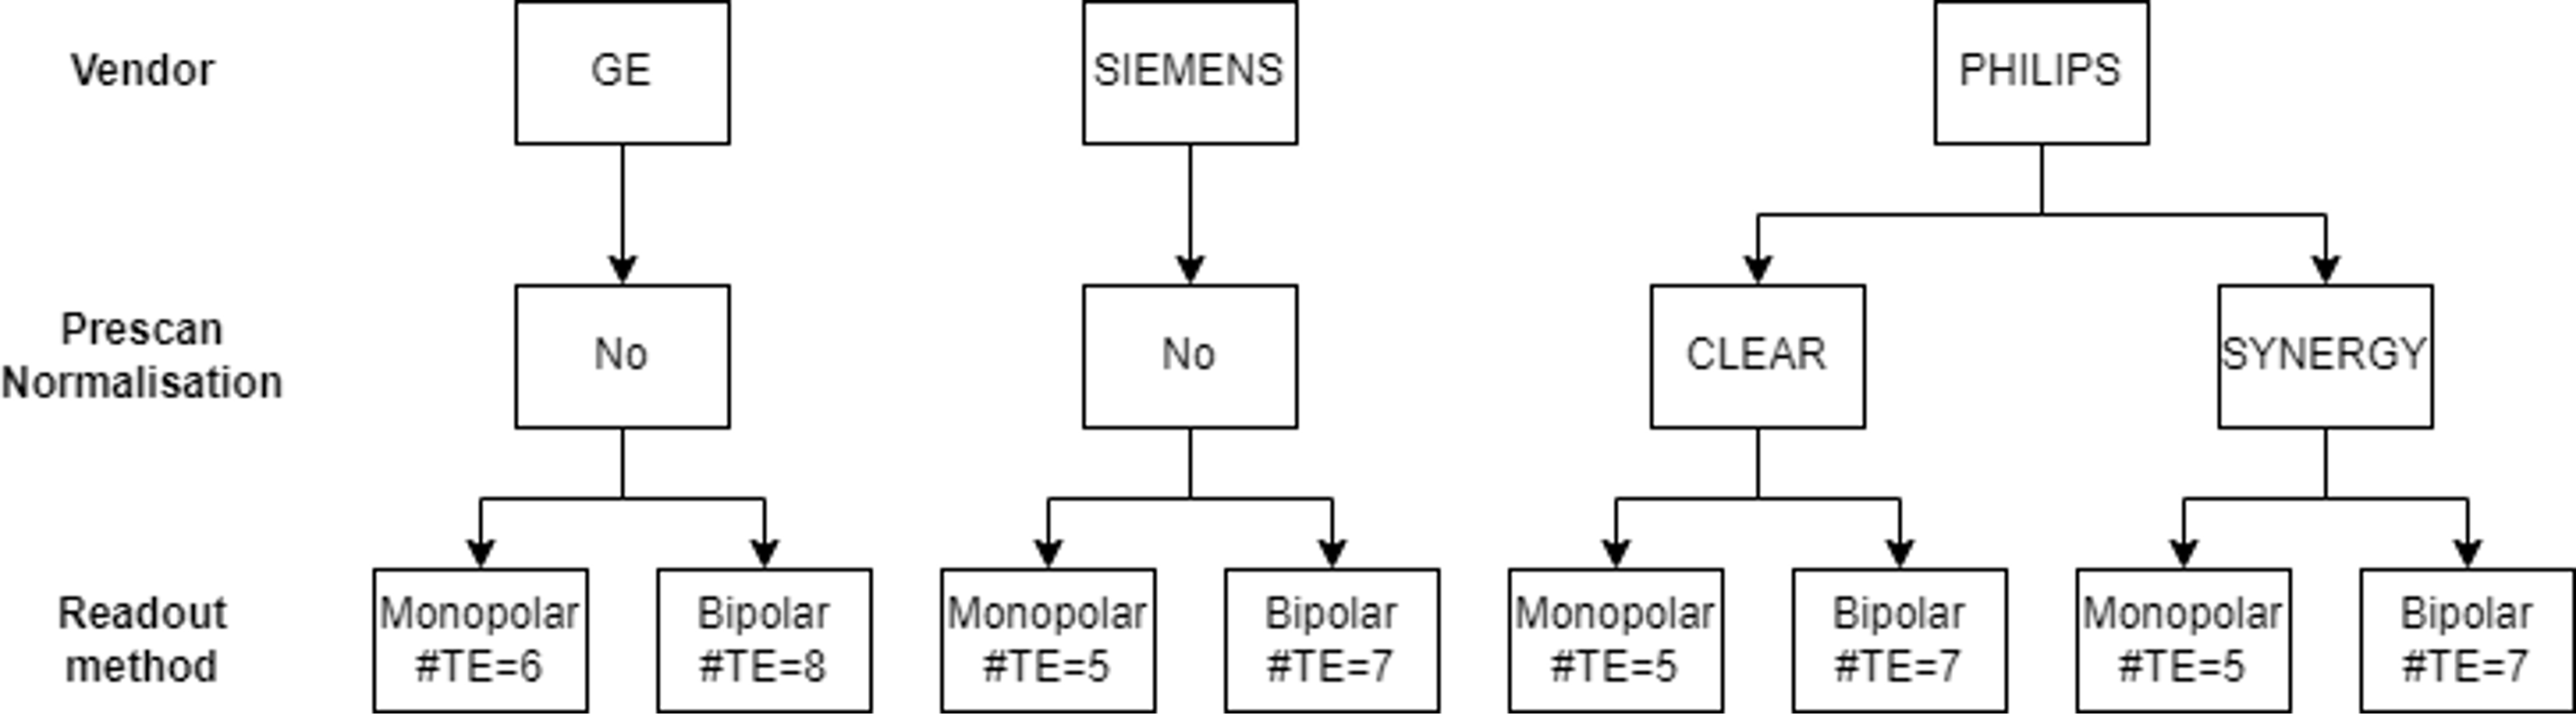 Vendor
GE
SIEMENS
PHILIPS
Prescan
Normalisation
No
No
CLEAR
SYNERGY
Readout
method
Monopolar
#TE=6
Bipolar
#TE=8
Monopolar
#TE=5
Bipolar
#TE=7
Monopolar
#TE=5
Bipolar
#TE=7
Monopolar
#TE=5
Bipolar
#TE=7